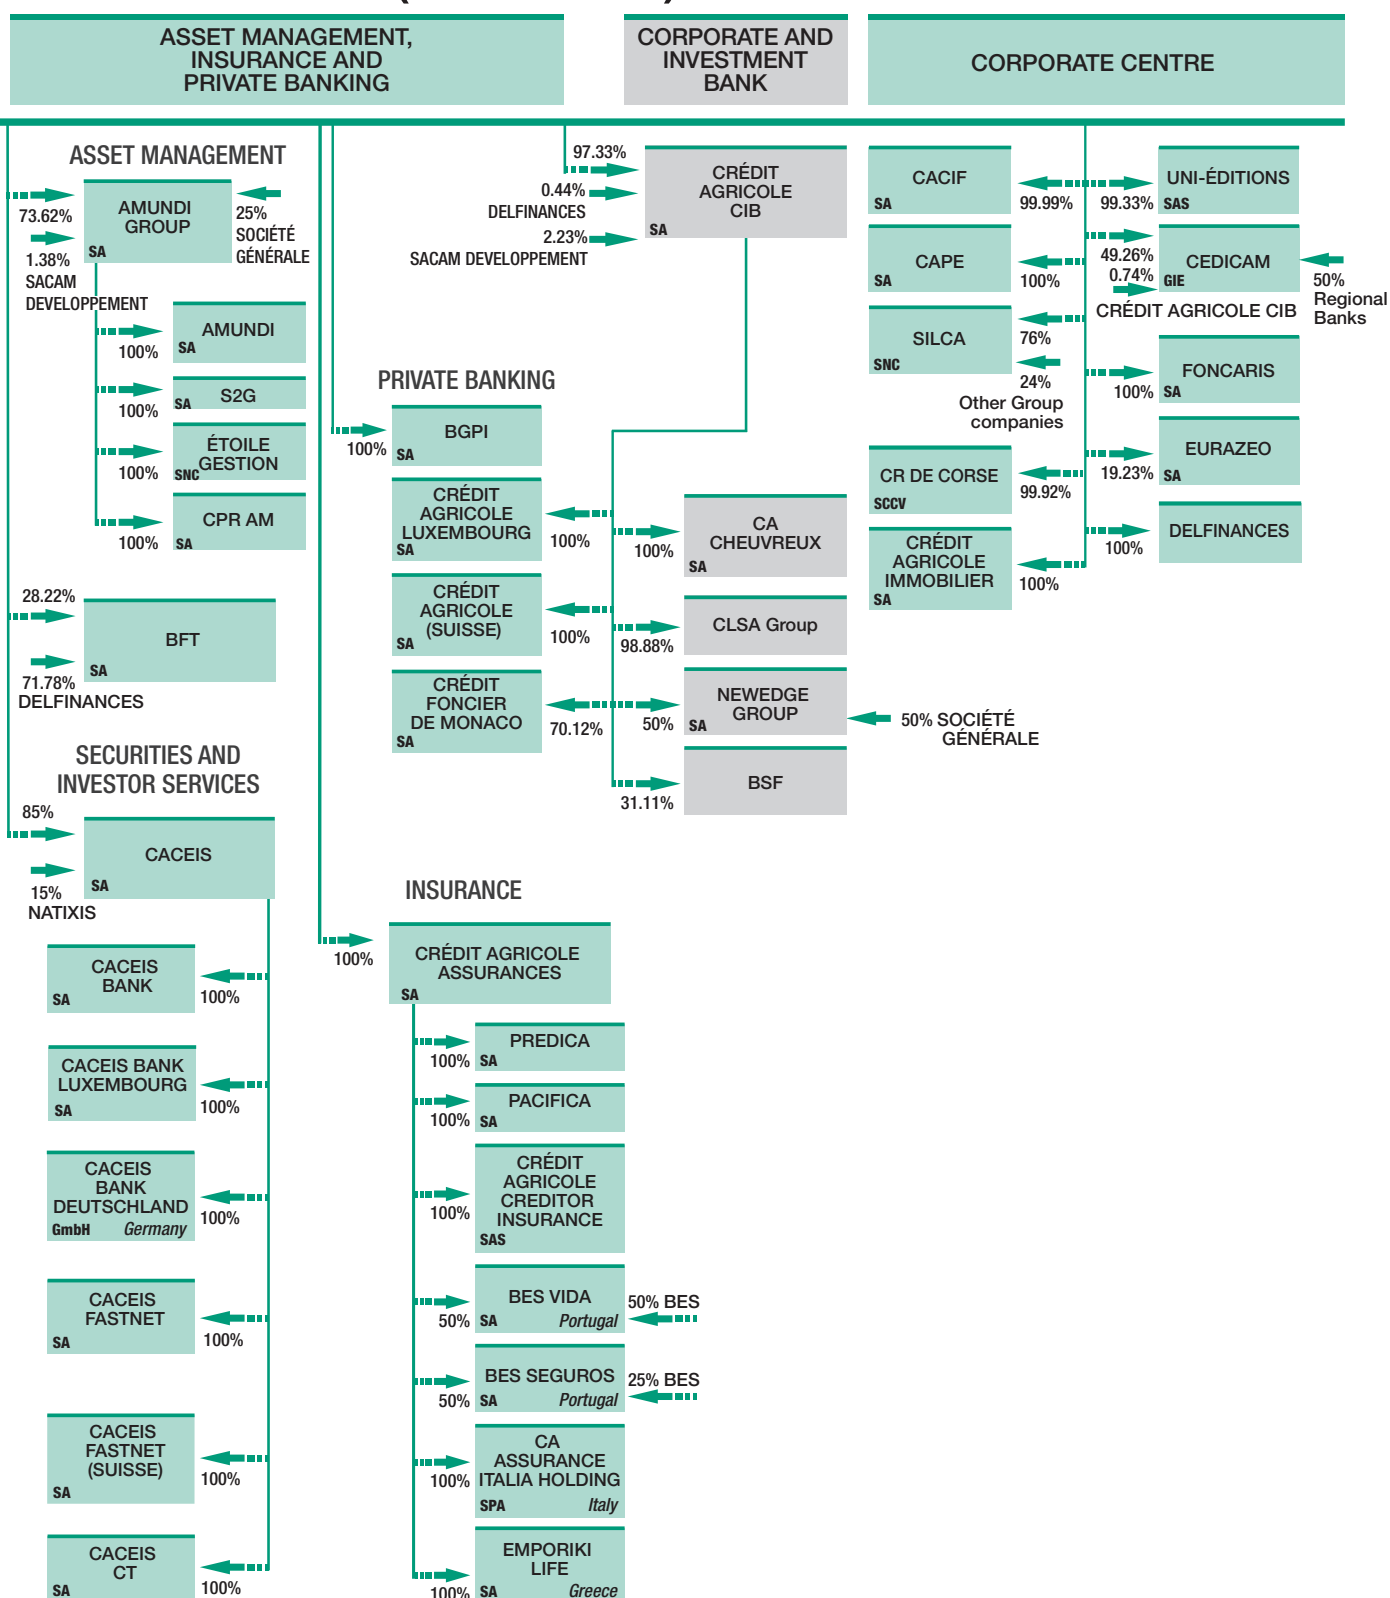 ASSET MANAGEMENT,
INSURANCE AND
PRIVATE BANKING
CORPORATE AND
INVESTMENT
BANK
CORPORATE CENTRE
ASSET MANAGEMENT
73.62%
AMUNDI
GROUP
SA
25%
SOCIÉTÉ
GÉNÉRALE
1.38%
SACAM
DEVELOPPEMENT
AMUNDI
SA
100%
S2G
SA
100%
ÉTOILE
GESTION
SNC
100%
CPR AM
SA
100%
28.22%
BFT
SA
71.78%
DELFINANCES
SECURITIES AND
INVESTOR SERVICES
85%
CACEIS
SA
15%
NATIXIS
CACEIS
BANK
SA
100%
CACEIS BANK
LUXEMBOURG
SA
100%
CACEIS
BANK
DEUTSCHLAND
GmbH Germany
100%
CACEIS
FASTNET
SA
100%
CACEIS
FASTNET
(SUISSE)
SA
100%
CACEIS
CT
SA
100%
97.33%
0.44%
DELFINANCES
2.23%
SACAM DEVELOPPEMENT
CRÉDIT
AGRICOLE
CIB
SA
PRIVATE BANKING
100%
BGPI
SA
CRÉDIT
AGRICOLE
LUXEMBOURG
SA
100%
CRÉDIT
AGRICOLE
(SUISSE)
SA
100%
CRÉDIT
FONCIER
DE MONACO
SA
70.12%
CA
CHEUVREUX
SA
100%
CLSA Group
98.88%
NEWEDGE
GROUP
SA
50%
50% SOCIÉTÉ
GÉNÉRALE
BSF
31.11%
INSURANCE
100%
CRÉDIT AGRICOLE
ASSURANCES
SA
PREDICA
100% SA
PACIFICA
100% SA
CRÉDIT
AGRICOLE
CREDITOR
INSURANCE
SAS
100%
BES VIDA
50% SA Portugal
50% BES
BES SEGUROS
50% SA Portugal
25% BES
CA
ASSURANCE
ITALIA HOLDING
SPA Italy
100%
EMPORIKI
LIFE
100% SA Greece
CACIF
SA
99.99%
UNI-ÉDITIONS
SAS
99.33%
CAPE
SA
100%
49.26%
0.74%
CEDICAM
GIE
CRÉDIT AGRICOLE CIB
50%
Regional
Banks
SILCA
SNC
76%
24%
Other Group
companies
FONCARIS
100% SA
CR DE CORSE
SCCV
99.92%
EURAZEO
19.23% SA
CRÉDIT
AGRICOLE
IMMOBILIER
SA
100%
DELFINANCES
100%